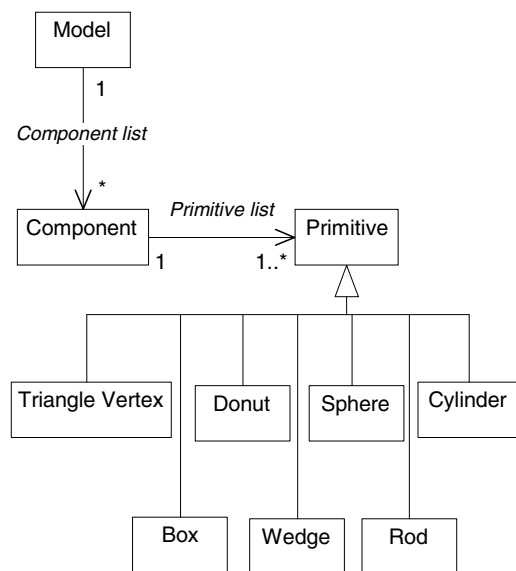 Model
1
Component list
*
Component
Primitive list
Primitive
1
1..*
Triangle Vertex
Donut
Sphere
Cylinder
Box
Wedge
Rod